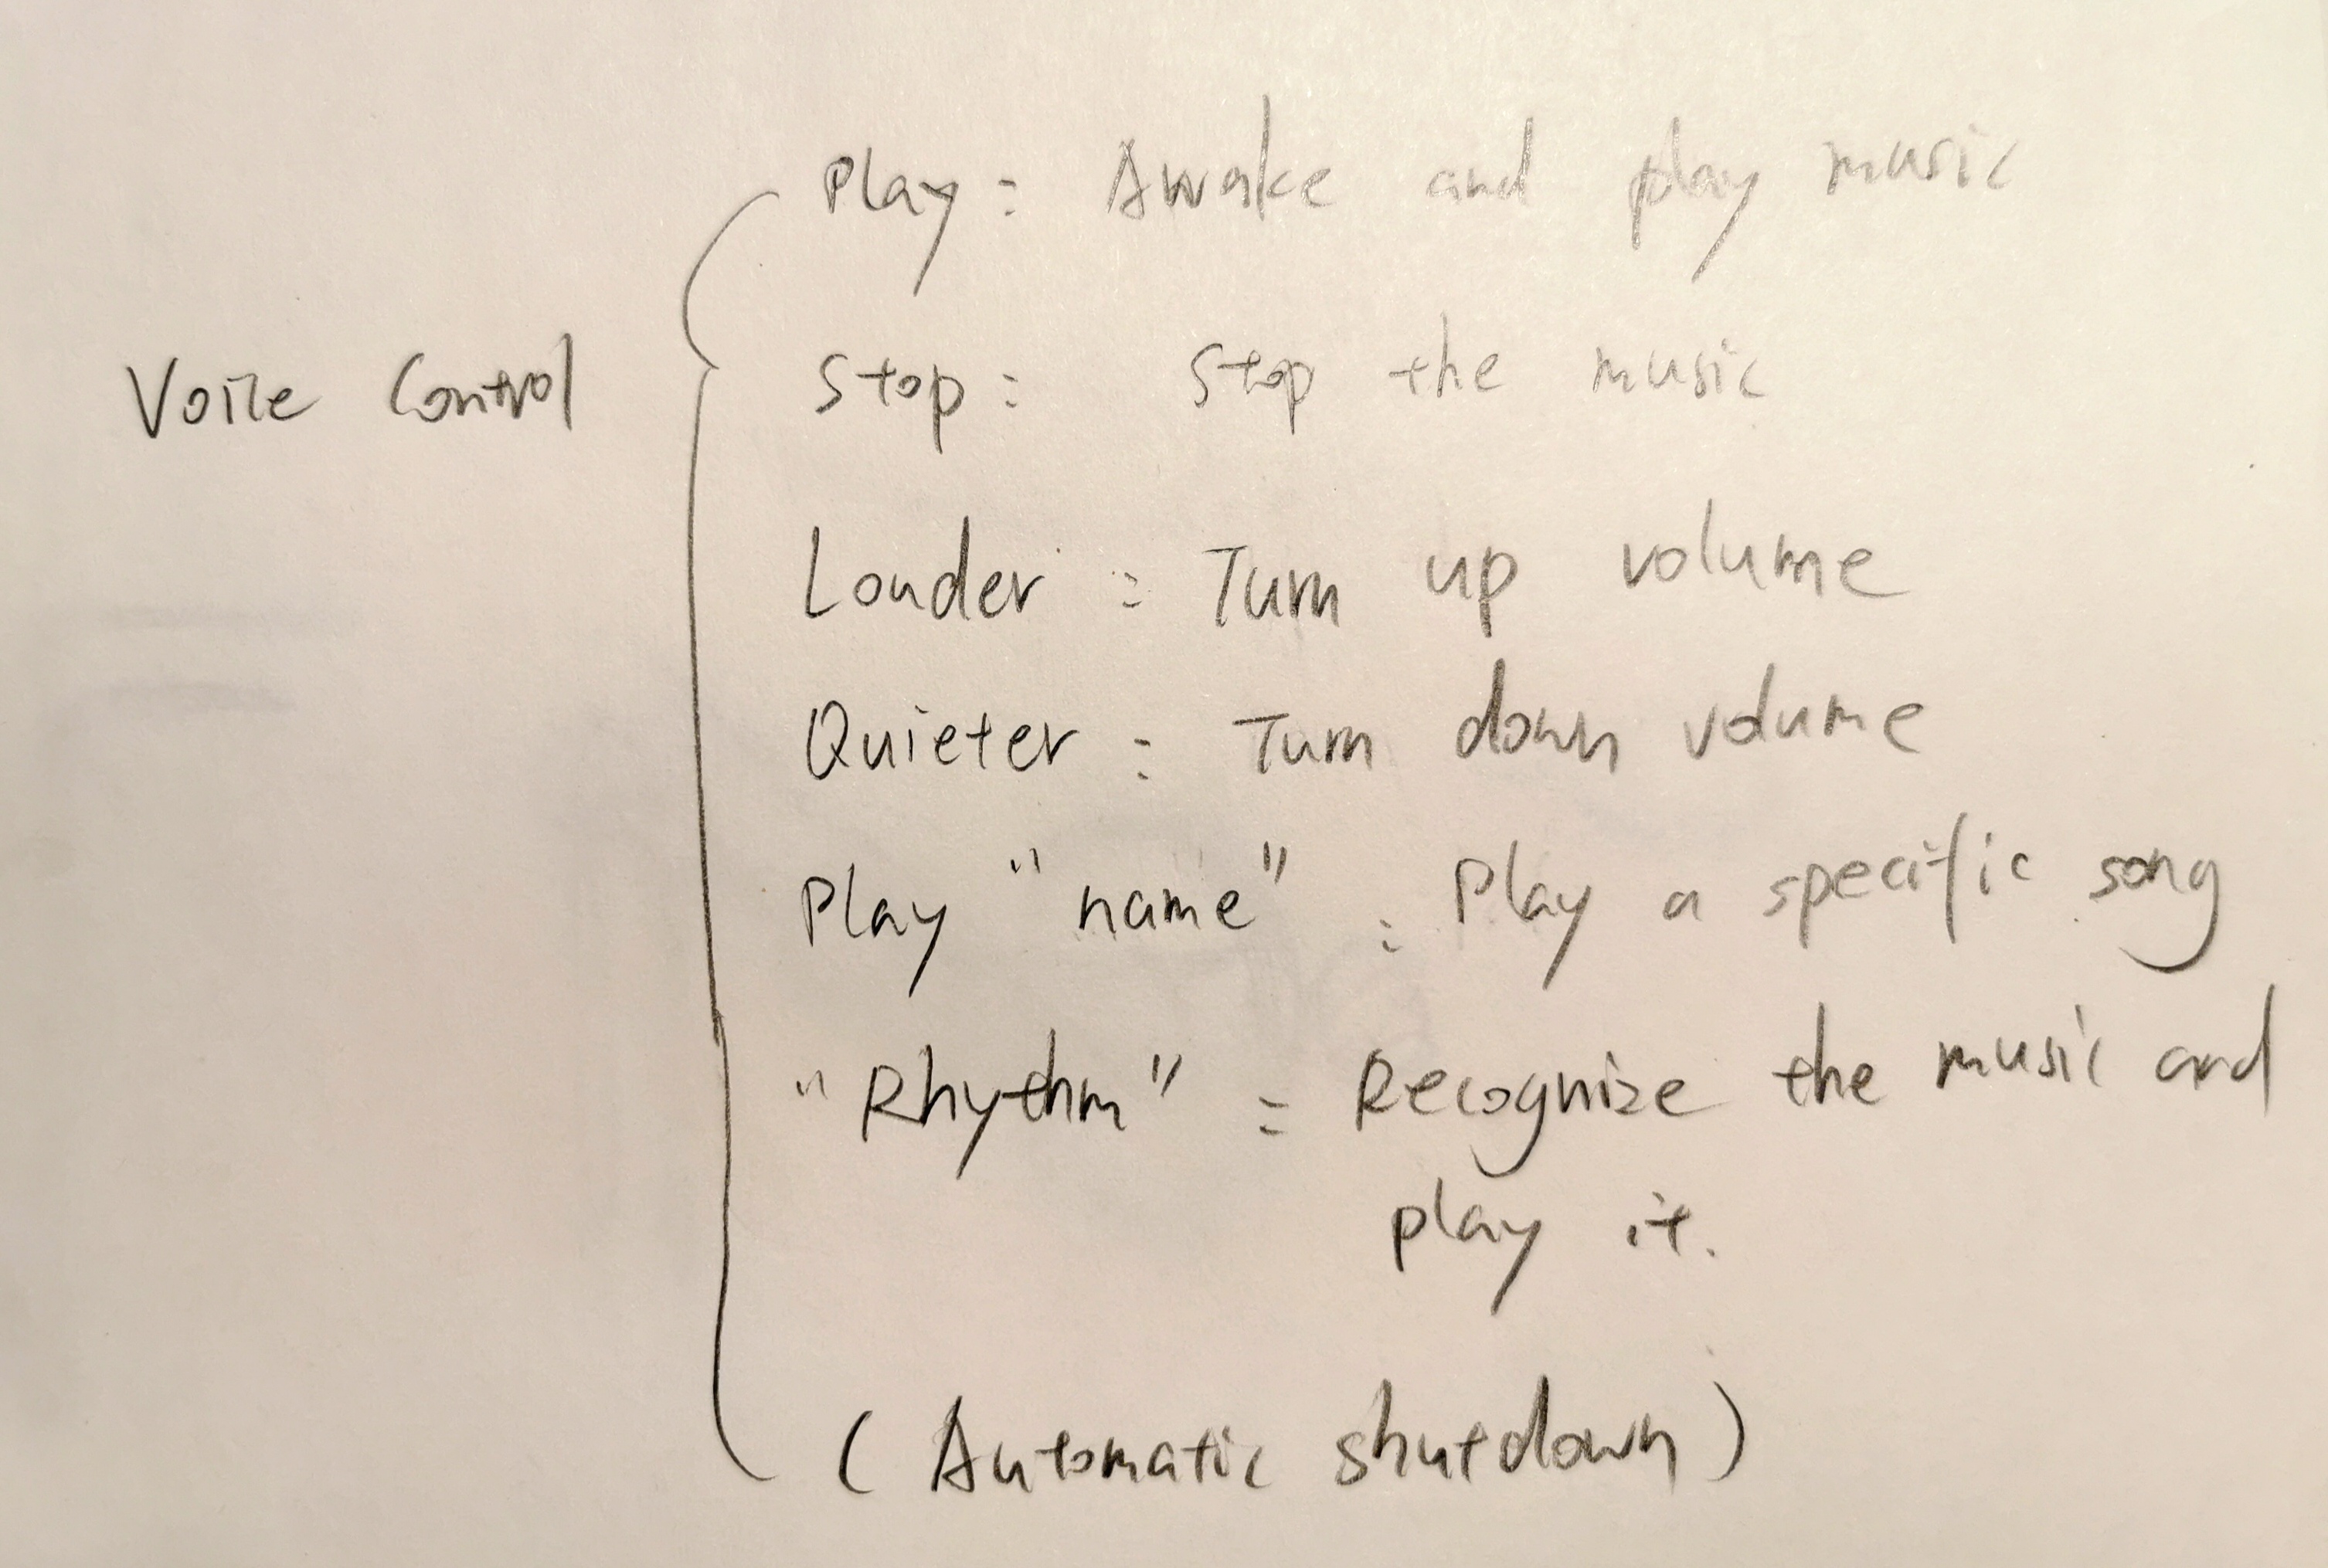 Voice Control
Play: Awake and play music
Stop: Stop the music
Louder: Turn up volume
Quieter: Turn down volume
Play "name": Play a specific song
"Rhythm": Recognize the music and
play it.
(Automatic shutdown)